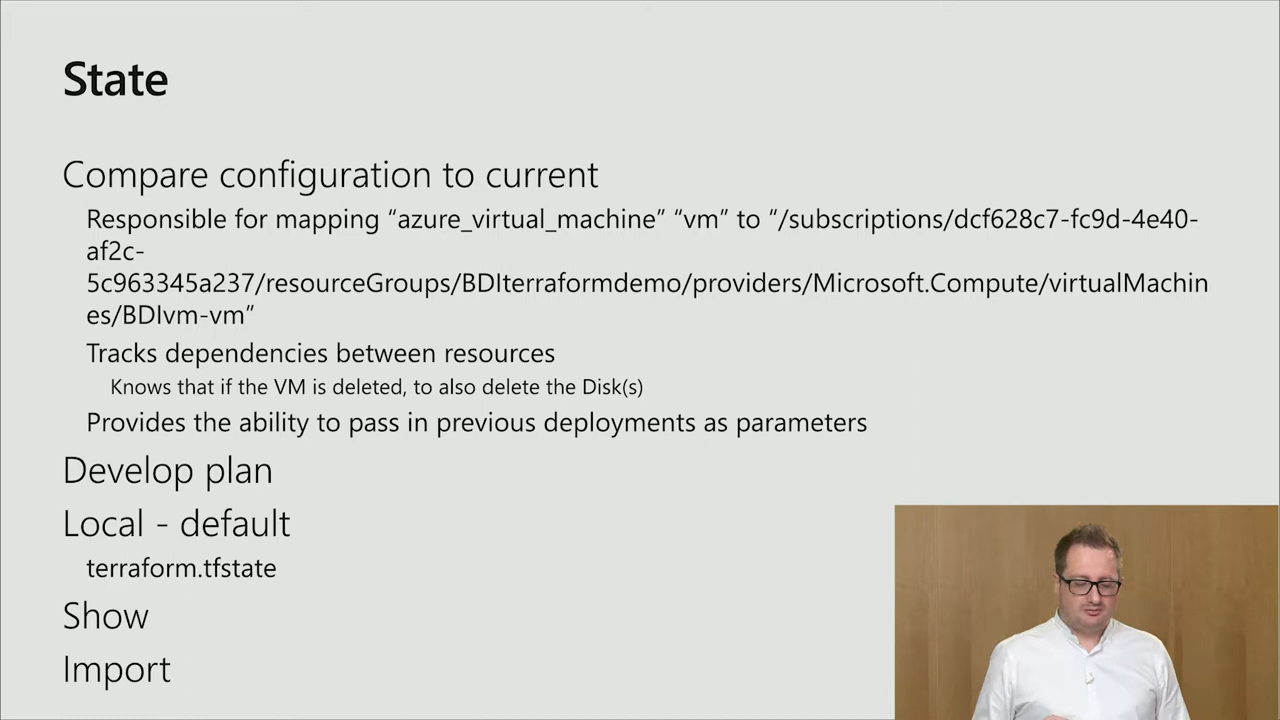 State
Compare configuration to current
Responsible for mapping “azure_virtual_machine” “vm” to “/subscriptions/dcf628c7-fc9d-4e40-
af2c-
5c963345a237/resourceGroups/BDIterraformdemo/providers/Microsoft.Compute/virtualMachin
es/BDIvm-vm”
Tracks dependencies between resources
Knows that if the VM is deleted, to also delete the Disk(s)
Provides the ability to pass in previous deployments as parameters
Develop plan
Local - default
terraform.tfstate
Show
Import